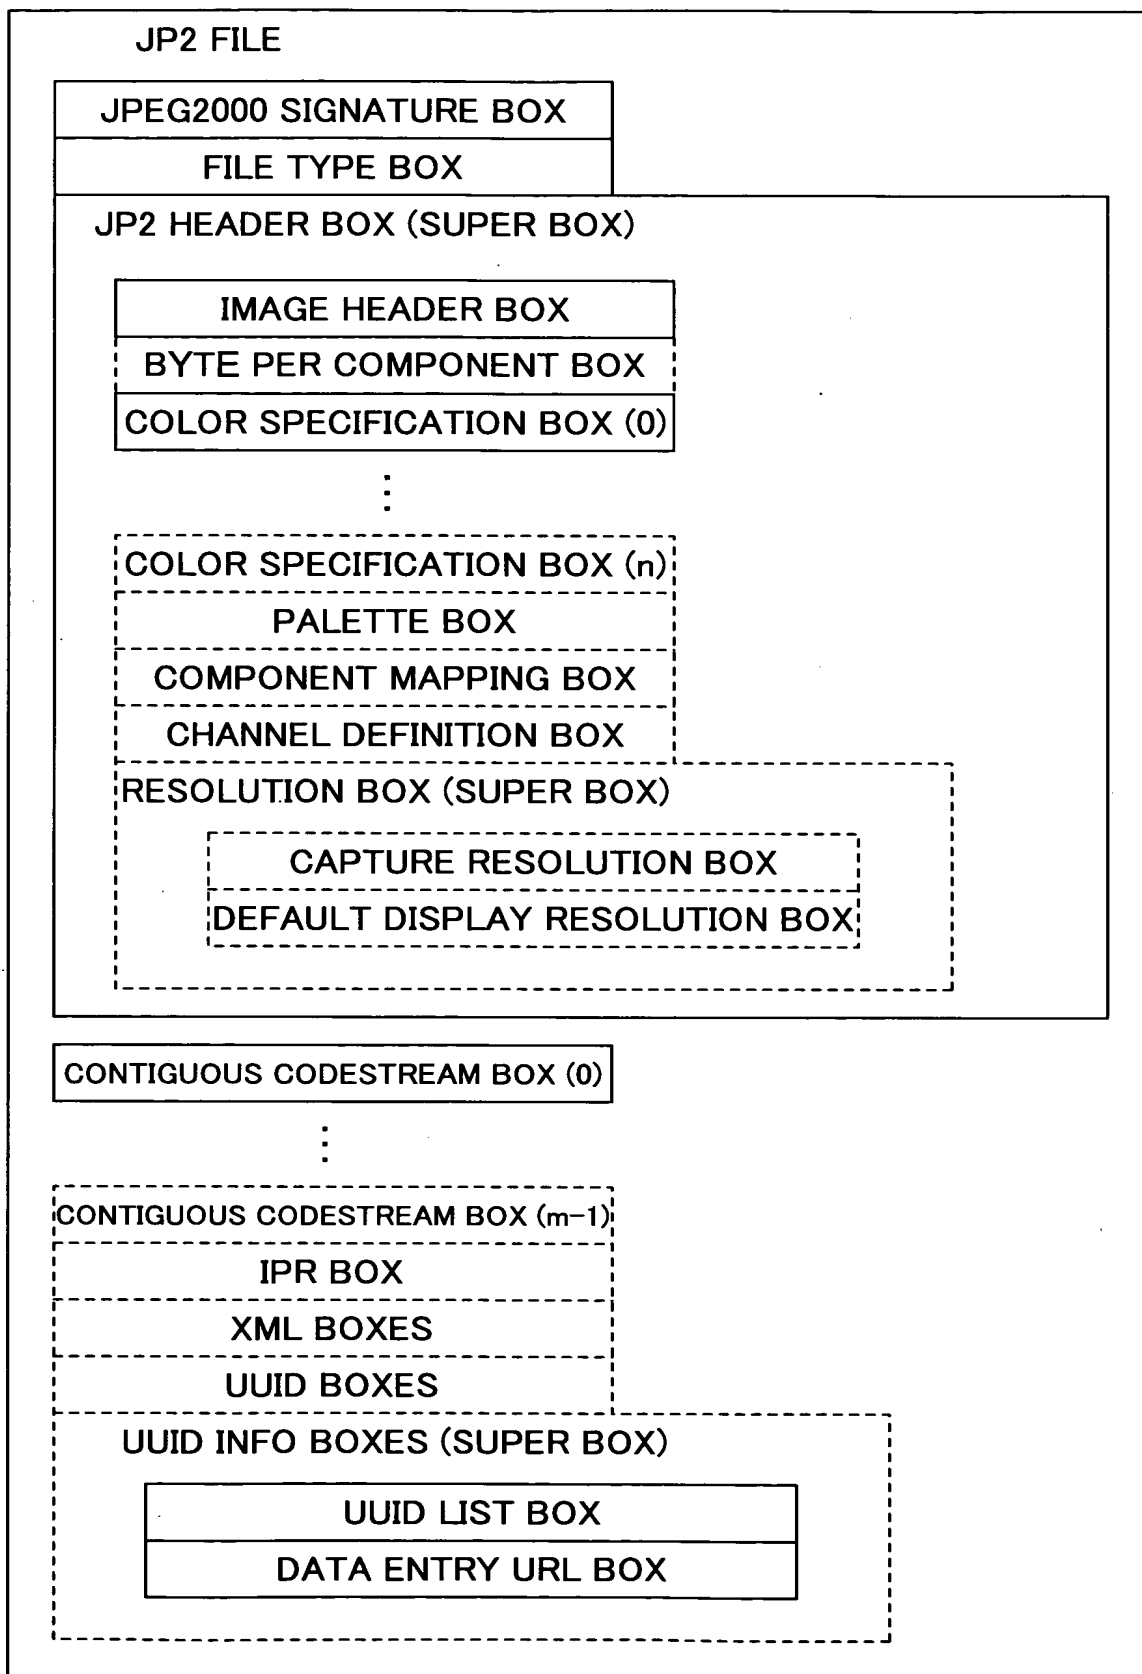 JP2 FILE
JPEG2000 SIGNATURE BOX
FILE TYPE BOX
JP2 HEADER BOX (SUPER BOX)
IMAGE HEADER BOX
BYTE PER COMPONENT BOX
COLOR SPECIFICATION BOX (0)
COLOR SPECIFICATION BOX (n)
PALETTE BOX
COMPONENT MAPPING BOX
CHANNEL DEFINITION BOX
RESOLUTION BOX (SUPER BOX)
CAPTURE RESOLUTION BOX
DEFAULT DISPLAY RESOLUTION BOX
CONTIGUOUS CODESTREAM BOX (0)
CONTIGUOUS CODESTREAM BOX (m-1)
IPR BOX
XML BOXES
UUID BOXES
UUID INFO BOXES (SUPER BOX)
UUID LIST BOX
DATA ENTRY URL BOX